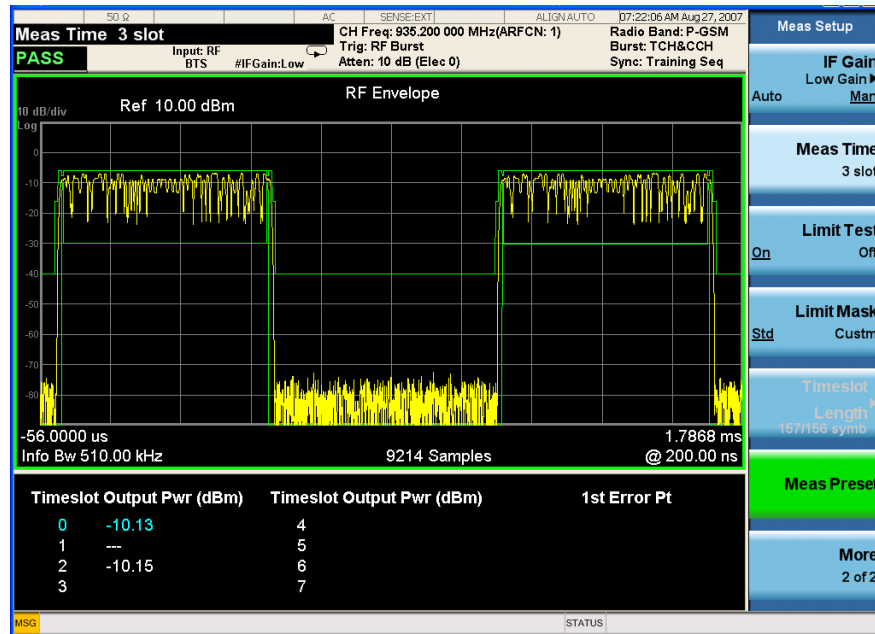 50 Ω AC SENSE:EXT ALIGN AUTO 07:22:06 AM Aug 27, 2007
Meas Time 3 slot
CH Freq: 935.200 000 MHz(ARFCN: 1)
Radio Band: P-GSM
PASS
Input: RF
Trig: RF Burst
Burst: TCH&CCH
BTS
#IFGain:Low
Atten: 10 dB (Elec 0)
Sync: Training Seq
RF Envelope
10 dB/div
Ref 10.00 dBm
Log
0
-10
-20
-30
-40
-50
-60
-70
-80
-56.0000 us
1.7868 ms
Info Bw 510.00 kHz
9214 Samples
@ 200.00 ns
Timeslot Output Pwr (dBm)
Timeslot Output Pwr (dBm)
1st Error Pt
0 -10.13 4
1 --- 5
2 -10.15 6
3 7
MSG
STATUS
Meas Setup
IF Gain
Low Gain
Auto Man
Meas Time
3 slot
Limit Test
On Off
Limit Mask
Std Custm
Timeslot
Length
157/156 symb
Meas Preset
More
2 of 2